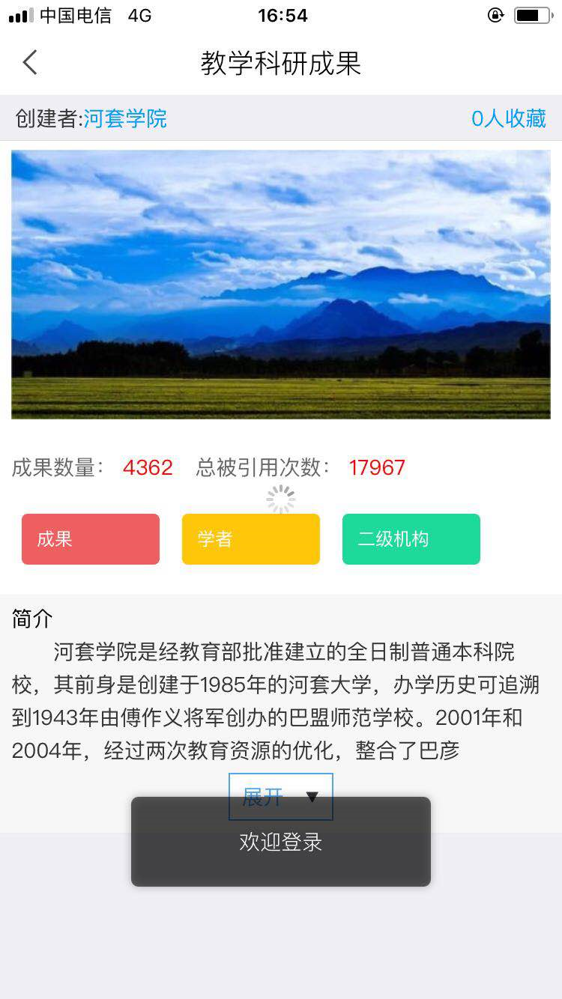 中国电信 4G 16:54
教学科研成果
创建者:河套学院 0人收藏
成果数量： 4362 总被引用次数： 17967
成果 学者 二级机构
简介
河套学院是经教育部批准建立的全日制普通本科院
校，其前身是创建于1985年的河套大学，办学历史可追溯
到1943年由傅作义将军创办的巴盟师范学校。2001年和
2004年，经过两次教育资源的优化，整合了巴彦
展开 ▼
欢迎登录